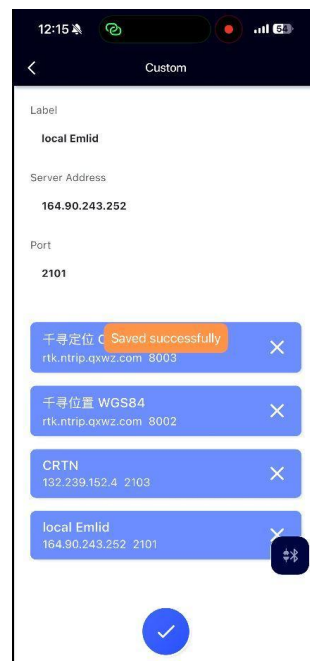 12:15
64
Custom
Label
local Emlid
Server Address
164.90.243.252
Port
2101
千寻定位 C
Saved successfully
rtk.ntrip.qxwz.com 8003
千寻位置 WGS84
rtk.ntrip.qxwz.com 8002
CRTN
132.239.152.4 2103
local Emlid
164.90.243.252 2101